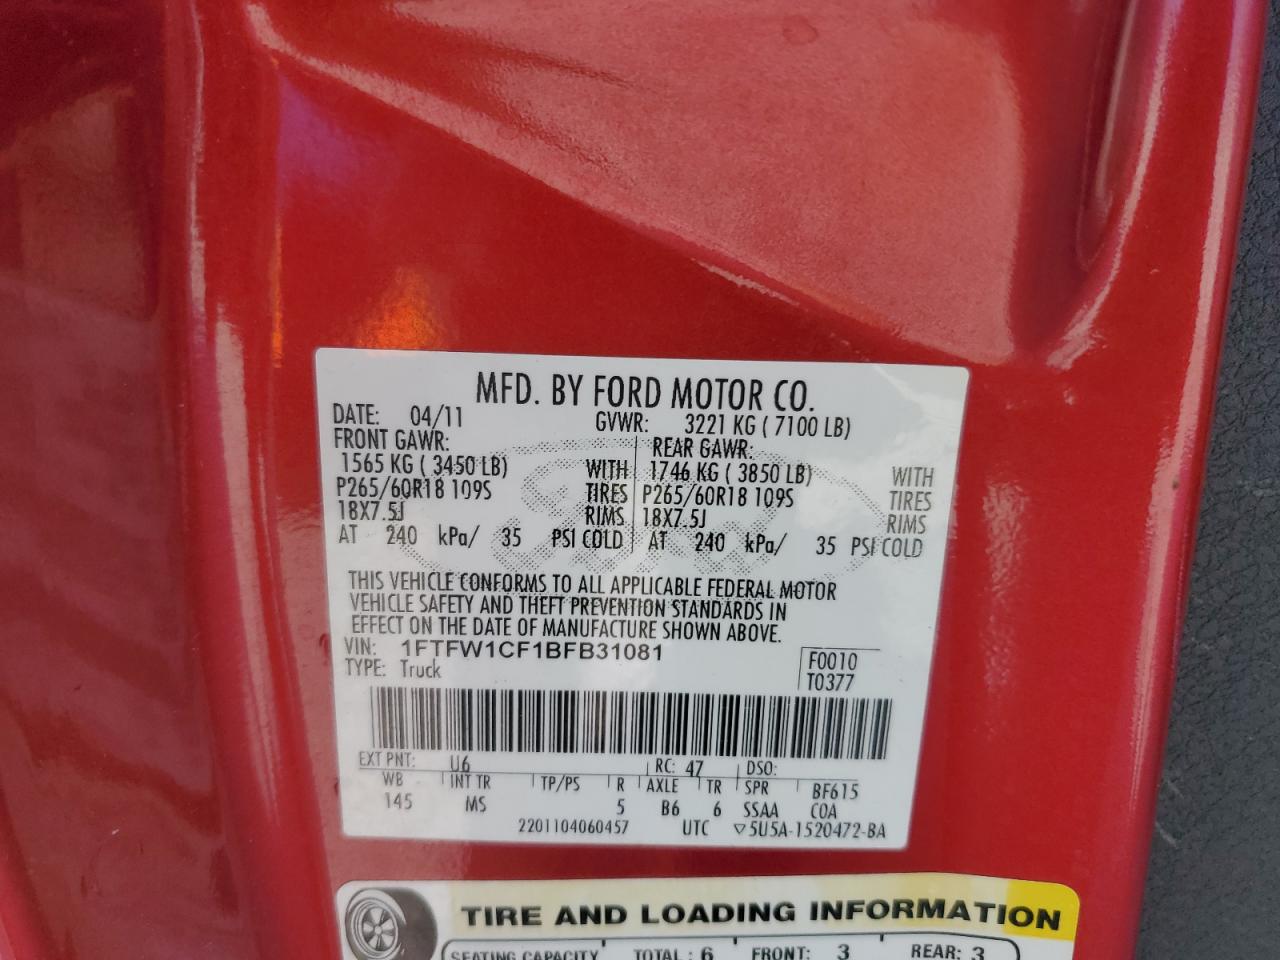 MFD. BY FORD MOTOR CO.
DATE: 04/11 GVWR: 3221 KG ( 7100 LB)
FRONT GAWR: REAR GAWR:
1565 KG ( 3450 LB) WITH 1746 KG ( 3850 LB) WITH
P265/60R18 109S TIRES P265/60R18 109S TIRES
18X7.5J RIMS 18X7.5J RIMS
AT 240 kPa/ 35 PSI COLD AT 240 kPa/ 35 PSI COLD
THIS VEHICLE CONFORMS TO ALL APPLICABLE FEDERAL MOTOR
VEHICLE SAFETY AND THEFT PREVENTION STANDARDS IN
EFFECT ON THE DATE OF MANUFACTURE SHOWN ABOVE.
VIN: 1FTFW1CF1BFB31081 F0010
TYPE: Truck T0377
EXT PNT: U6 RC: 47 DSO:
WB INT TR TP/PS R AXLE TR SPR BF615
145 MS 5 B6 6 SSAA COA
2201104060457 UTC ▽5U5A-1520472-BA
TIRE AND LOADING INFORMATION
SEATING CAPACITY TOTAL : 6 FRONT: 3 REAR: 3